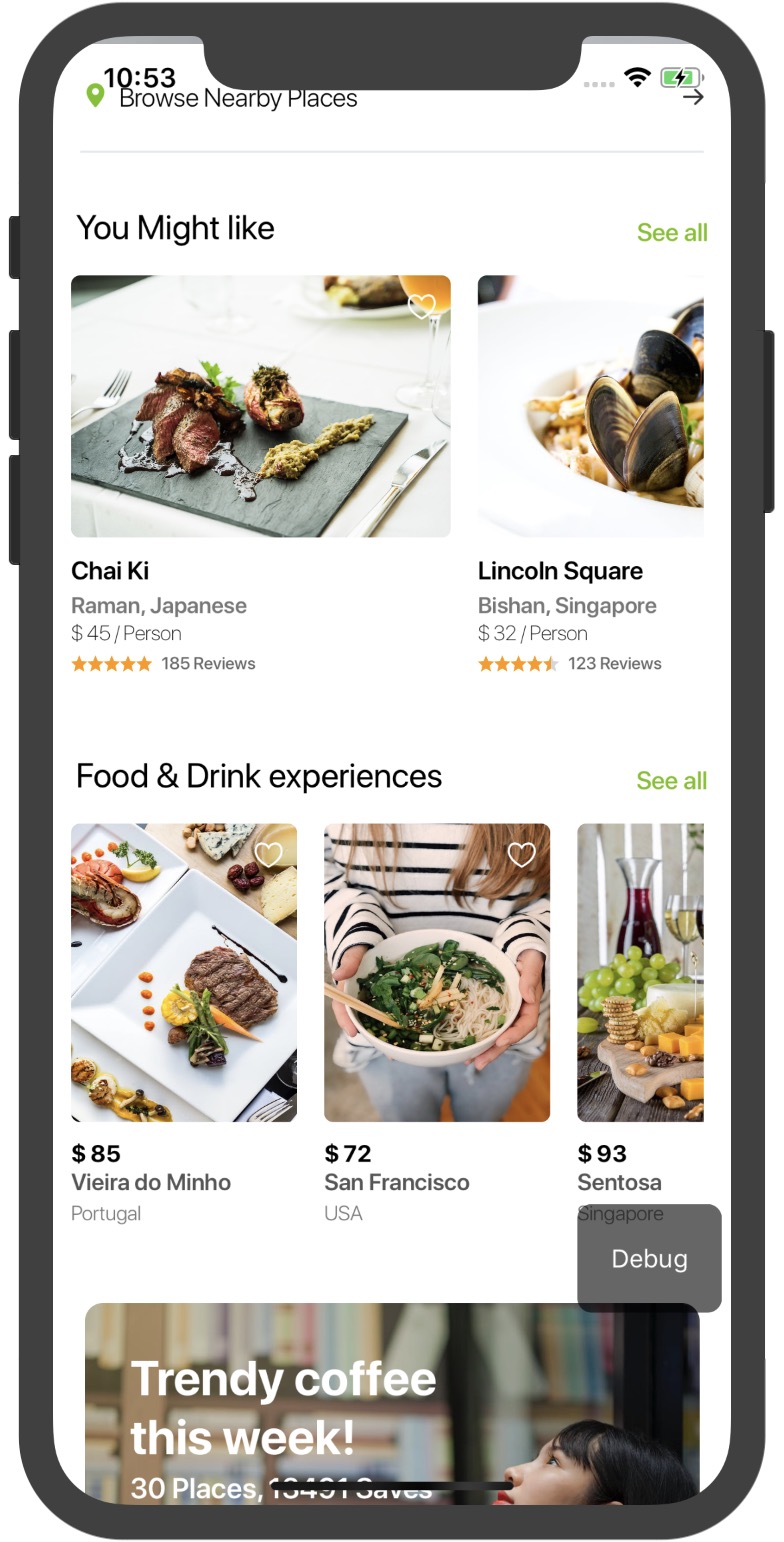 10:53
Browse Nearby Places
You Might like
See all
Chai Ki
Raman, Japanese
$ 45 / Person
185 Reviews
Lincoln Square
Bishan, Singapore
$ 32 / Person
123 Reviews
Food & Drink experiences
See all
$ 85
Vieira do Minho
Portugal
$ 72
San Francisco
USA
$ 93
Sentosa
Singapore
Debug
Trendy coffee
this week!
30 Places, 13491 Saves